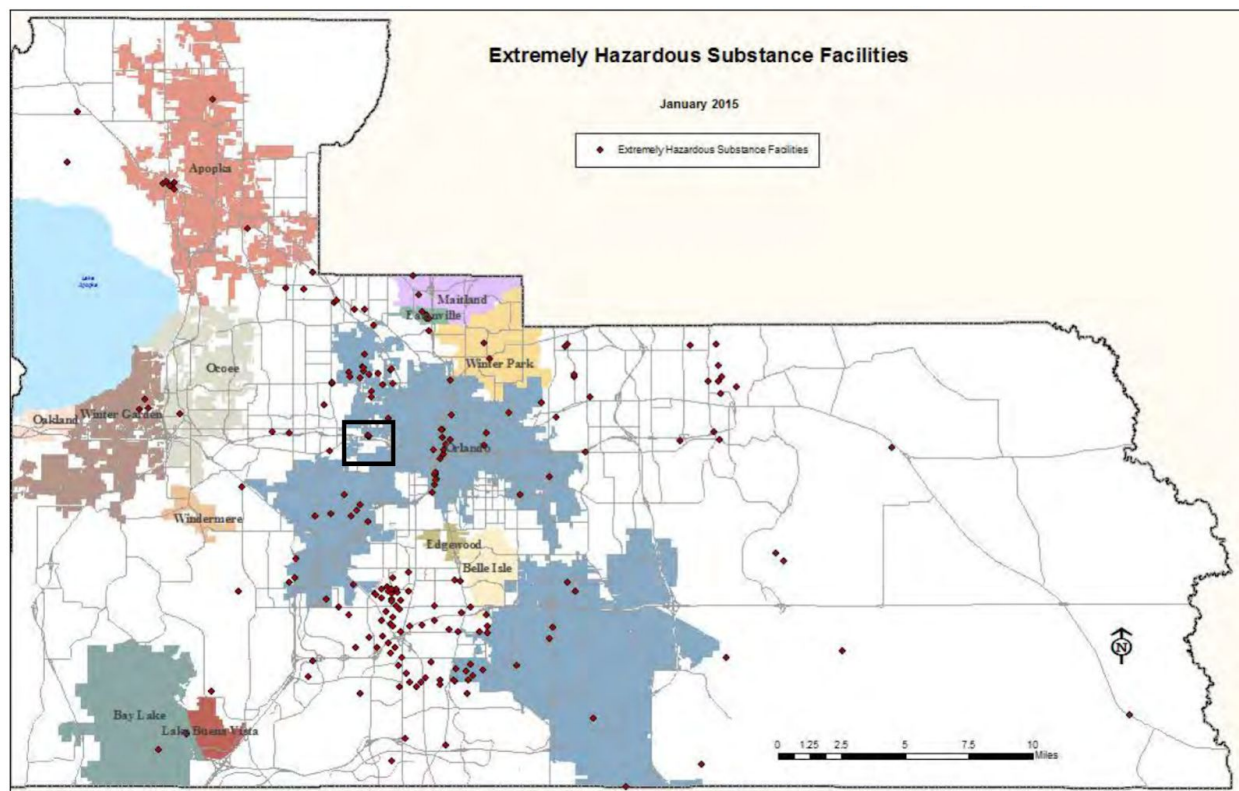 Extremely Hazardous Substance Facilities
January 2015
Extremely Hazardous Substance Facilities
Apopka
Lake
Apopka
Maitland
Eatonville
Winter Park
Ocoee
Oakland
Winter Garden
Orlando
Windermere
Edgewood
Belle Isle
N
Bay Lake
Lake Buena Vista
0 1.25 2.5 5 7.5 10
Miles